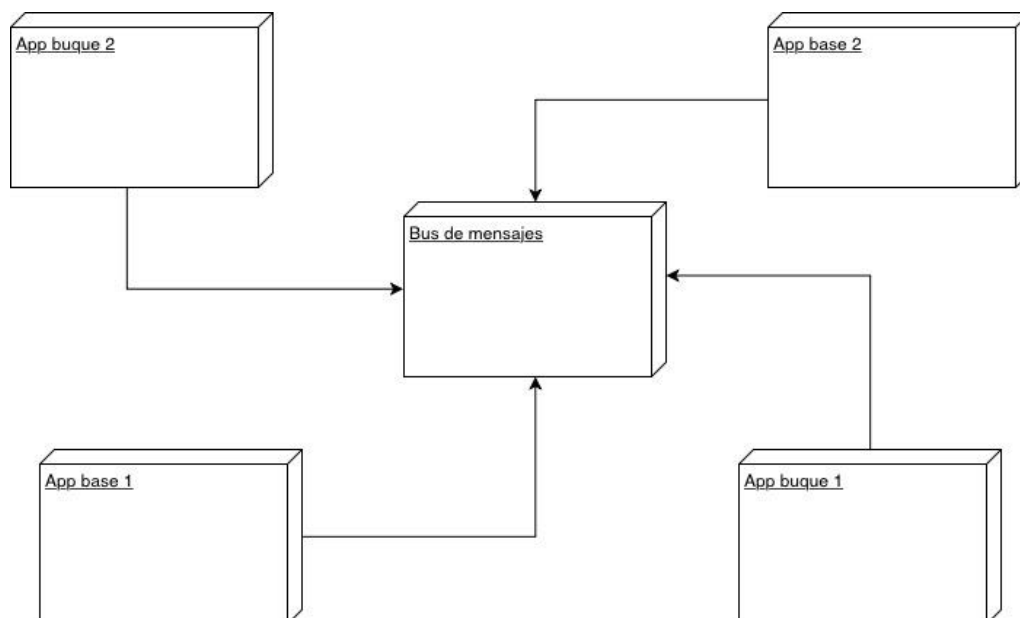 App buque 2
App base 2
Bus de mensajes
App base 1
App buque 1